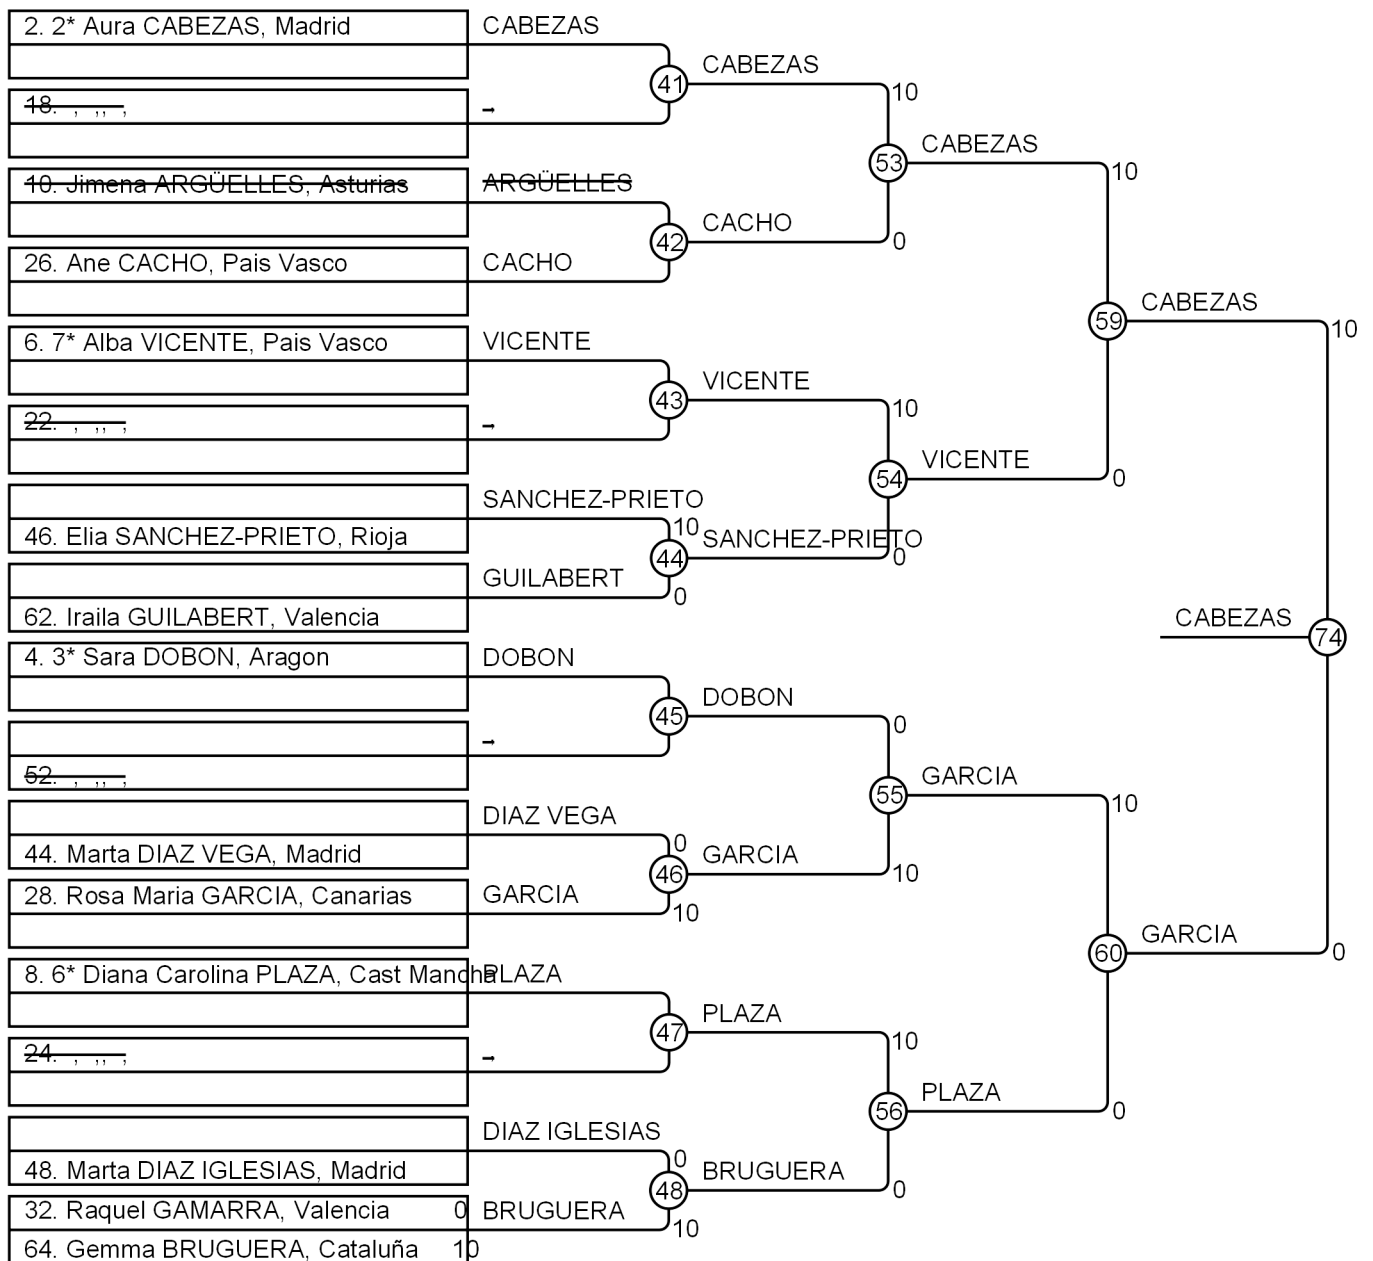 2. 2* Aura CABEZAS, Madrid
CABEZAS
41
CABEZAS
10
18. , ,, ,
53
CABEZAS
10
10. Jimena ARGÜELLES, Asturias
ARGÜELLES
42
CACHO
0
26. Ane CACHO, Pais Vasco
CACHO
59
CABEZAS
10
6. 7* Alba VICENTE, Pais Vasco
VICENTE
43
VICENTE
10
22. , ,, ,
54
VICENTE
0
SANCHEZ-PRIETO
10
46. Elia SANCHEZ-PRIETO, Rioja
44
SANCHEZ-PRIETO
0
GUILABERT
0
62. Iraila GUILABERT, Valencia
CABEZAS
74
4. 3* Sara DOBON, Aragon
DOBON
45
DOBON
0
52. , ,, ,
55
GARCIA
10
DIAZ VEGA
0
44. Marta DIAZ VEGA, Madrid
46
GARCIA
10
28. Rosa Maria GARCIA, Canarias
GARCIA
10
60
GARCIA
0
8. 6* Diana Carolina PLAZA, Cast Mancha
PLAZA
47
PLAZA
10
24. , ,, ,
56
PLAZA
0
DIAZ IGLESIAS
0
48. Marta DIAZ IGLESIAS, Madrid
48
BRUGUERA
0
32. Raquel GAMARRA, Valencia 0
BRUGUERA
10
64. Gemma BRUGUERA, Cataluña 10